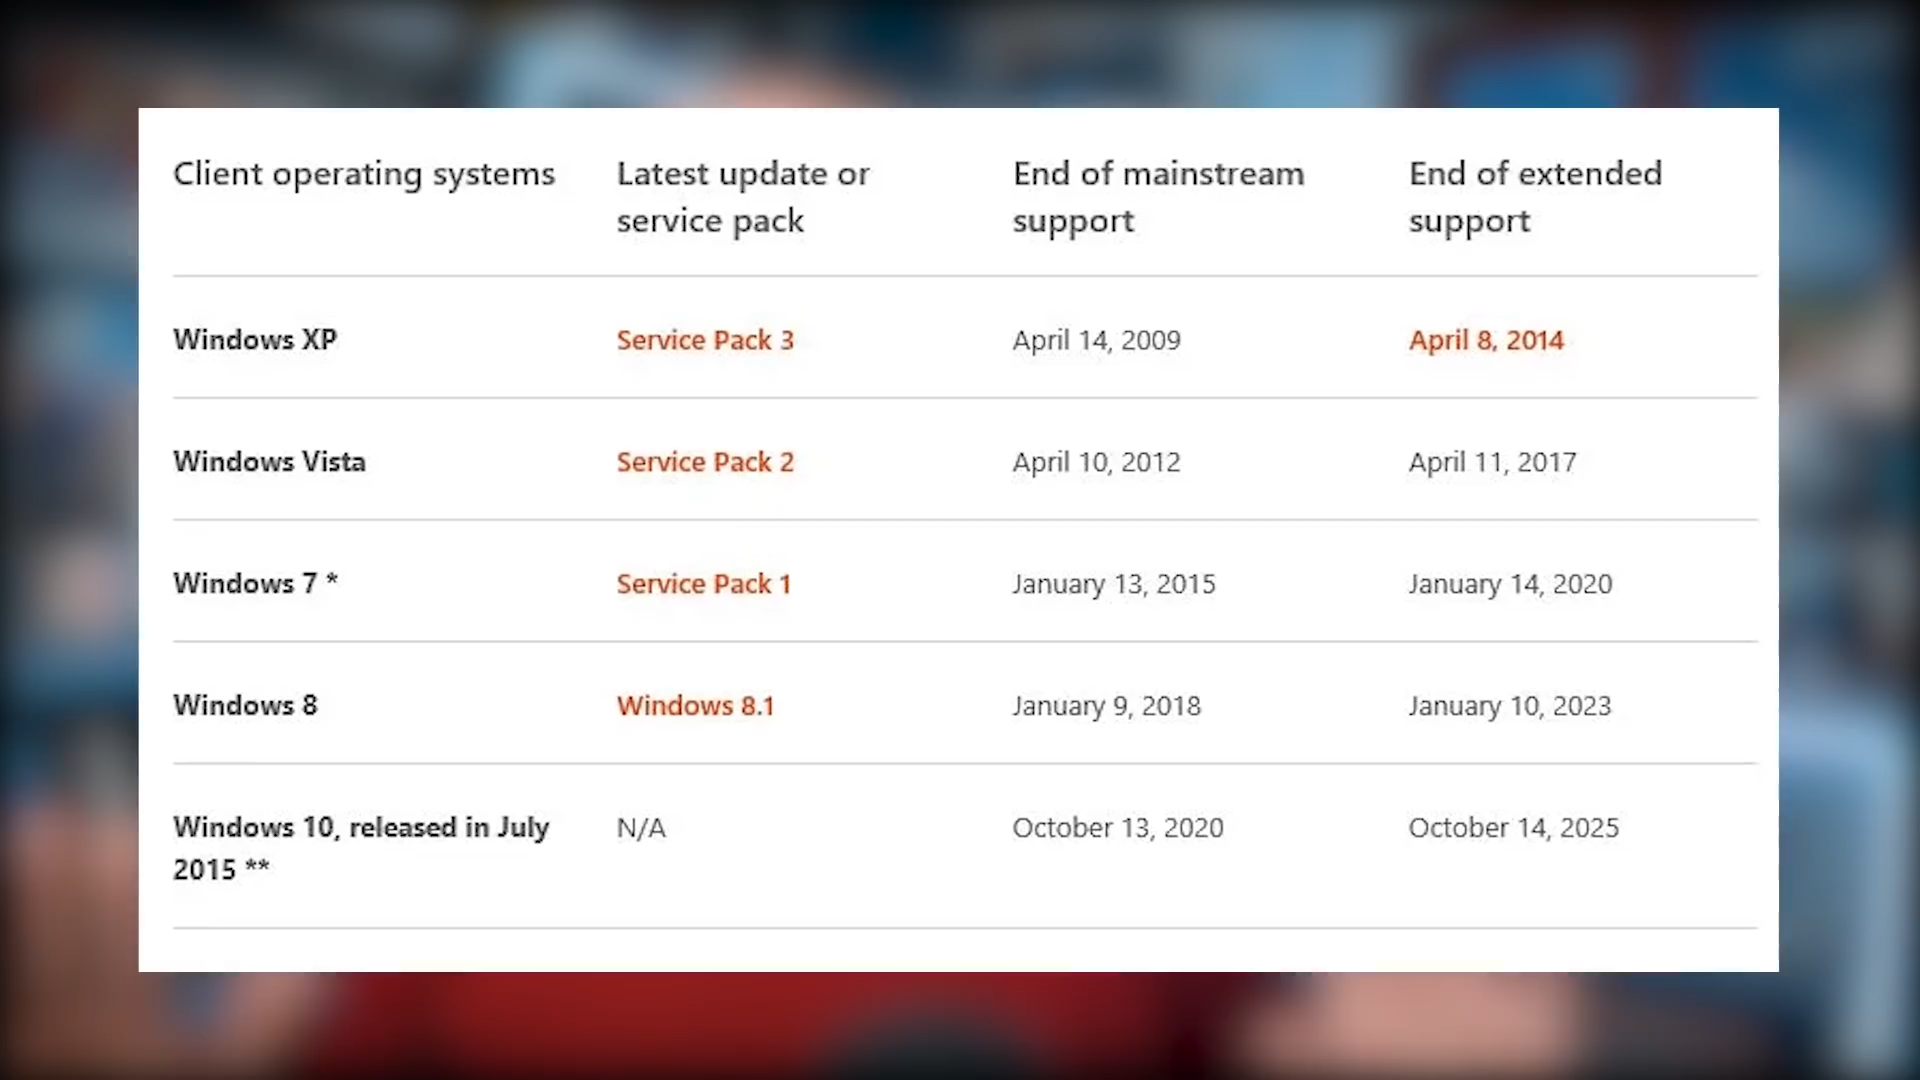 Client operating systems
Latest update or
service pack
End of mainstream
support
End of extended
support
Windows XP
Service Pack 3
April 14, 2009
April 8, 2014
Windows Vista
Service Pack 2
April 10, 2012
April 11, 2017
Windows 7 *
Service Pack 1
January 13, 2015
January 14, 2020
Windows 8
Windows 8.1
January 9, 2018
January 10, 2023
Windows 10, released in July
2015 **
N/A
October 13, 2020
October 14, 2025